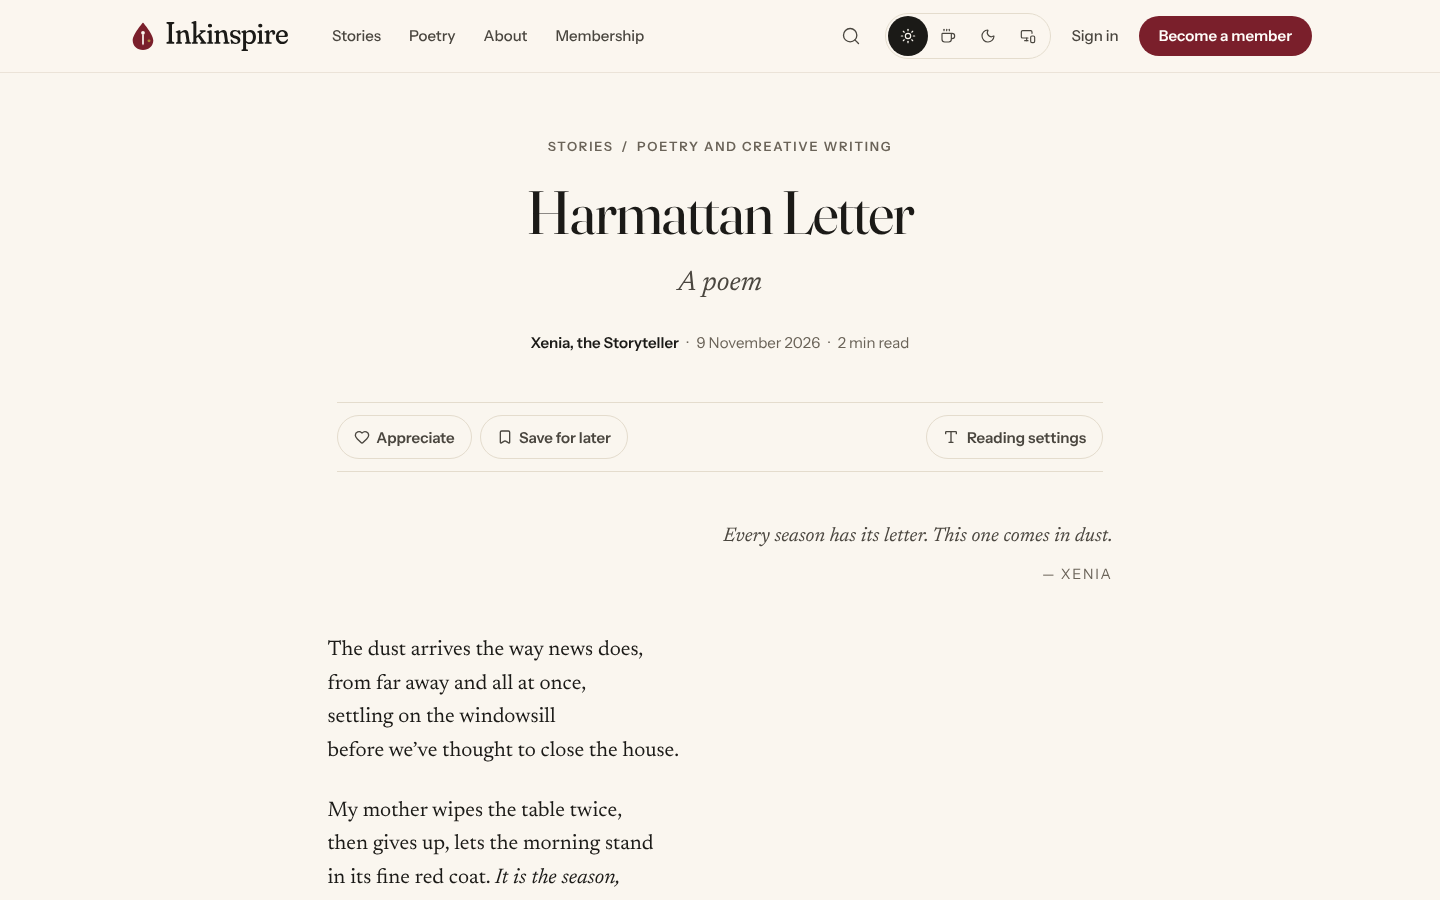 Inkinspire
Stories
Poetry
About
Membership
Sign in
Become a member
STORIES / POETRY AND CREATIVE WRITING
Harmattan Letter
A poem
Xenia, the Storyteller · 9 November 2026 · 2 min read
Appreciate
Save for later
Reading settings
Every season has its letter. This one comes in dust.
— XENIA
The dust arrives the way news does,
from far away and all at once,
settling on the windowsill
before we’ve thought to close the house.
My mother wipes the table twice,
then gives up, lets the morning stand
in its fine red coat. It is the season,